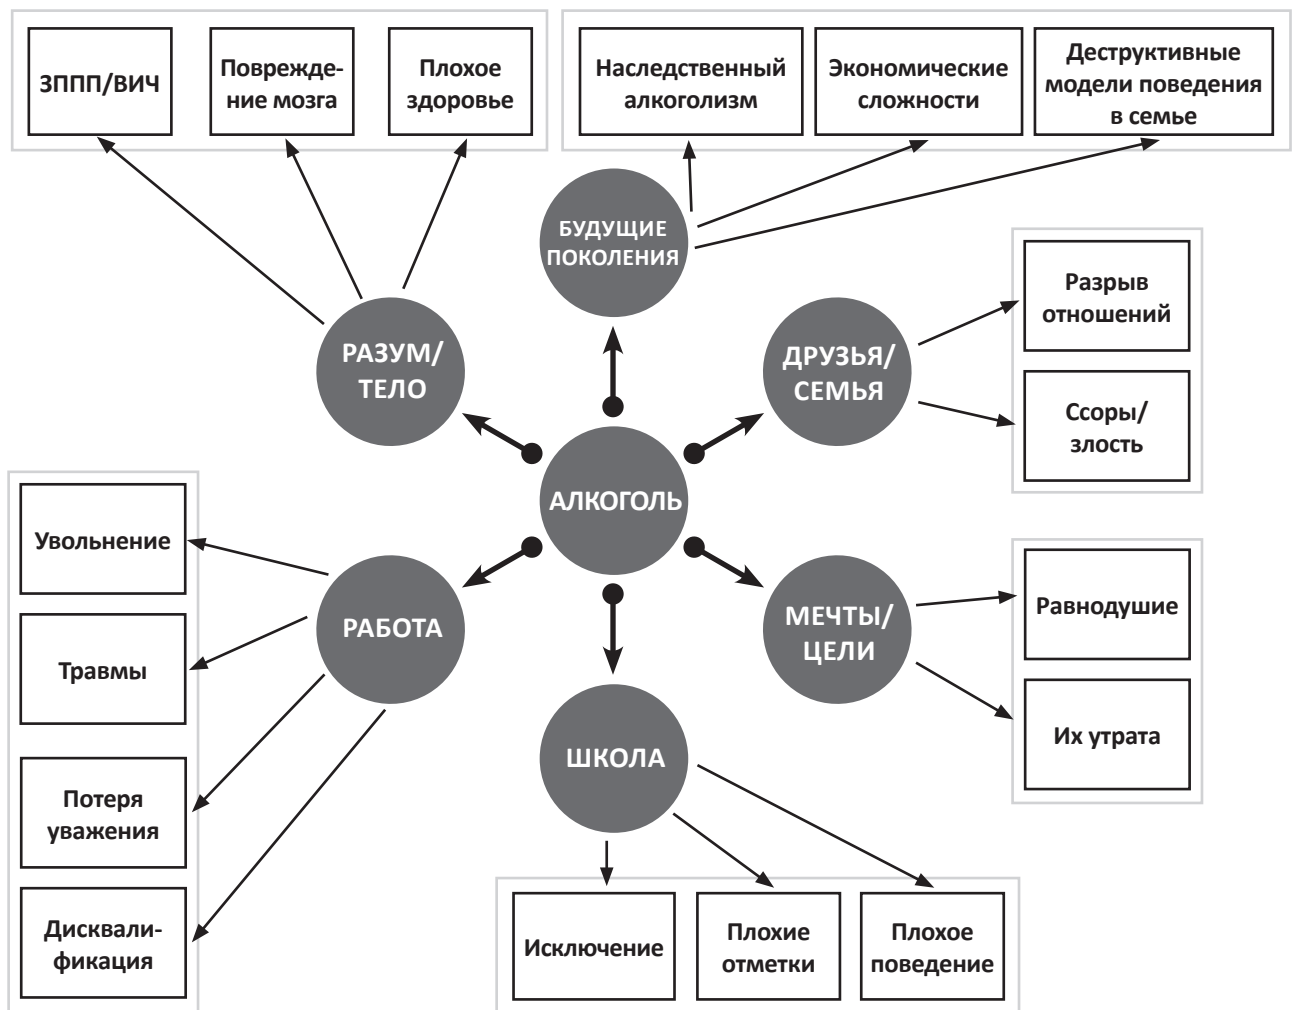 ЗППП/ВИЧ
Поврежде-
ние мозга
Плохое
здоровье
Наследственный
алкоголизм
Экономические
сложности
Деструктивные
модели поведения
в семье
БУДУЩИЕ
ПОКОЛЕНИЯ
РАЗУМ/
ТЕЛО
ДРУЗЬЯ/
СЕМЬЯ
Разрыв
отношений
Ссоры/
злость
АЛКОГОЛЬ
Увольнение
Травмы
Потеря
уважения
Дисквали-
фикация
РАБОТА
МЕЧТЫ/
ЦЕЛИ
Равнодушие
Их утрата
ШКОЛА
Исключение
Плохие
отметки
Плохое
поведение